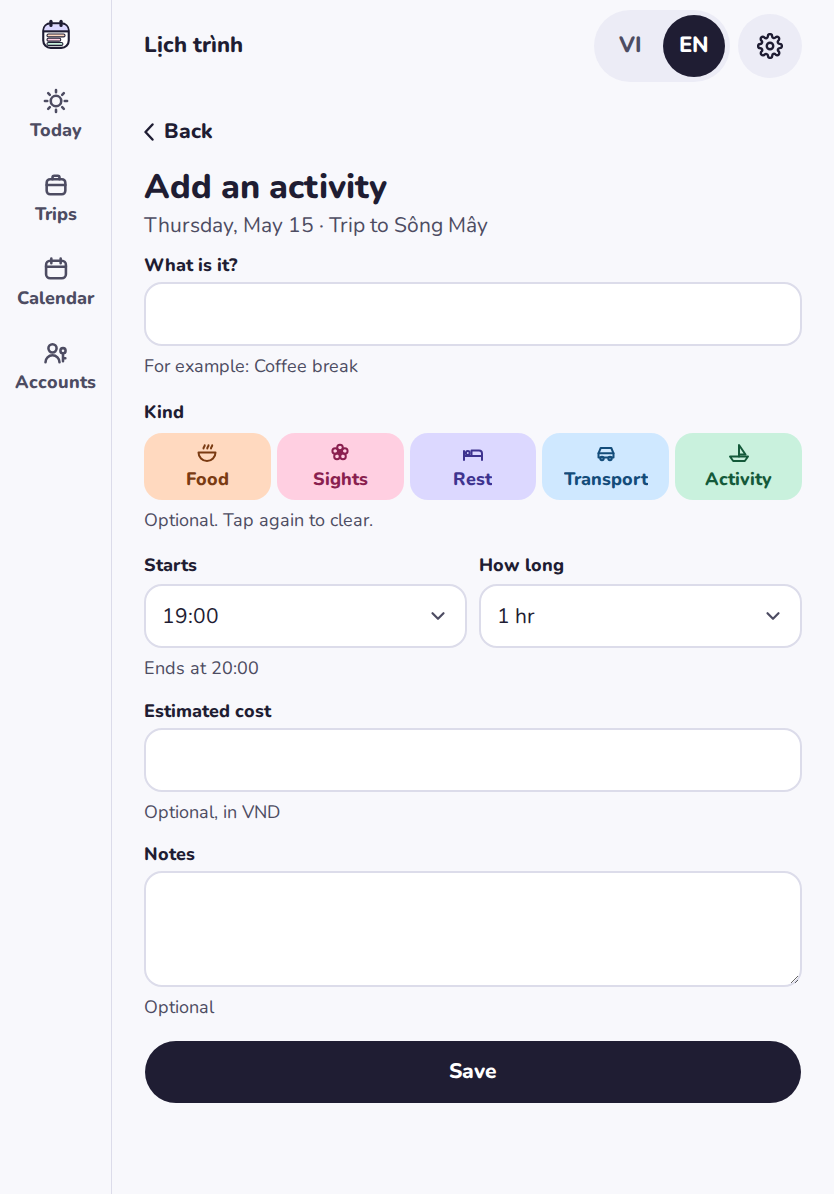 Lịch trình
VI
EN
Today
Trips
Calendar
Accounts
Back
Add an activity
Thursday, May 15 · Trip to Sông Mây
What is it?
For example: Coffee break
Kind
Food
Sights
Rest
Transport
Activity
Optional. Tap again to clear.
Starts
How long
19:00
1 hr
Ends at 20:00
Estimated cost
Optional, in VND
Notes
Optional
Save